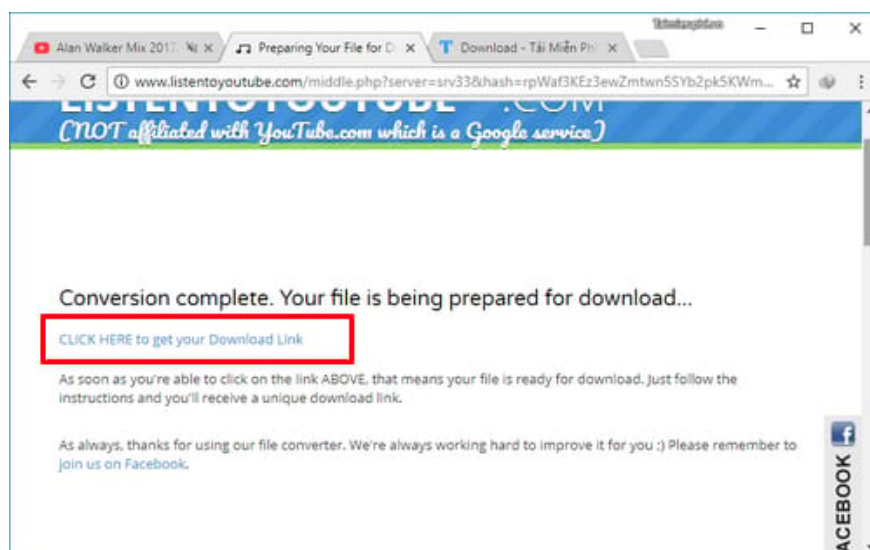 Alan Walker Mix 2017
Preparing Your File for D
Download - Tải Miễn Ph
www.listentoyoutube.com/middle.php?server=srv33&hash=rpWaf3KEz3ewZmtwn5SYb2pk5KWm...
LISTENTOYOUTUBE .COM
(NOT affiliated with YouTube.com which is a Google service)
Conversion complete. Your file is being prepared for download...
CLICK HERE to get your Download Link
As soon as you're able to click on the link ABOVE, that means your file is ready for download. Just follow the
instructions and you'll receive a unique download link.
As always, thanks for using our file converter. We're always working hard to improve it for you :) Please remember to
join us on Facebook.
f
ACEBOOK